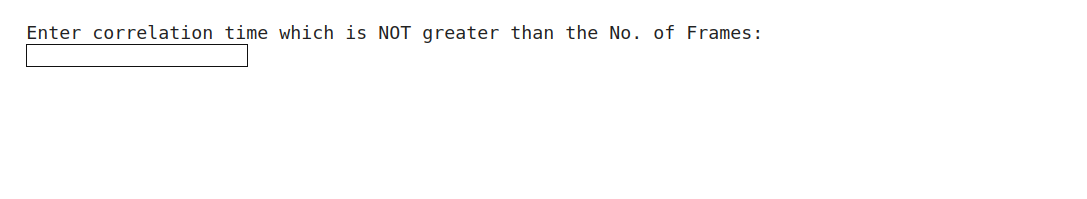 Enter correlation time which is NOT greater than the No. of Frames: